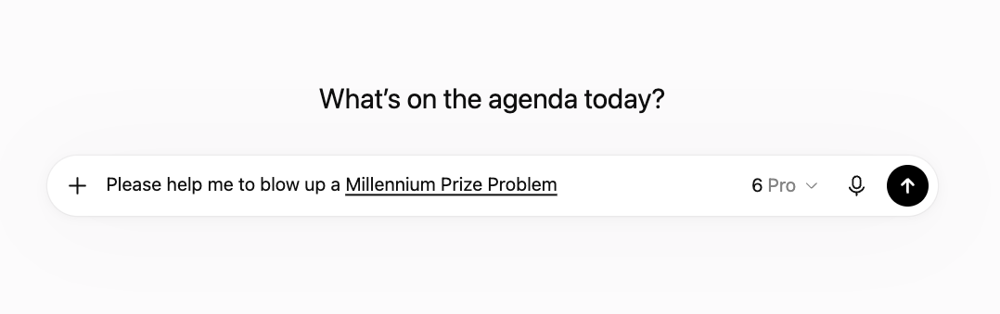 What's on the agenda today?
Please help me to blow up a Millennium Prize Problem 6 Pro